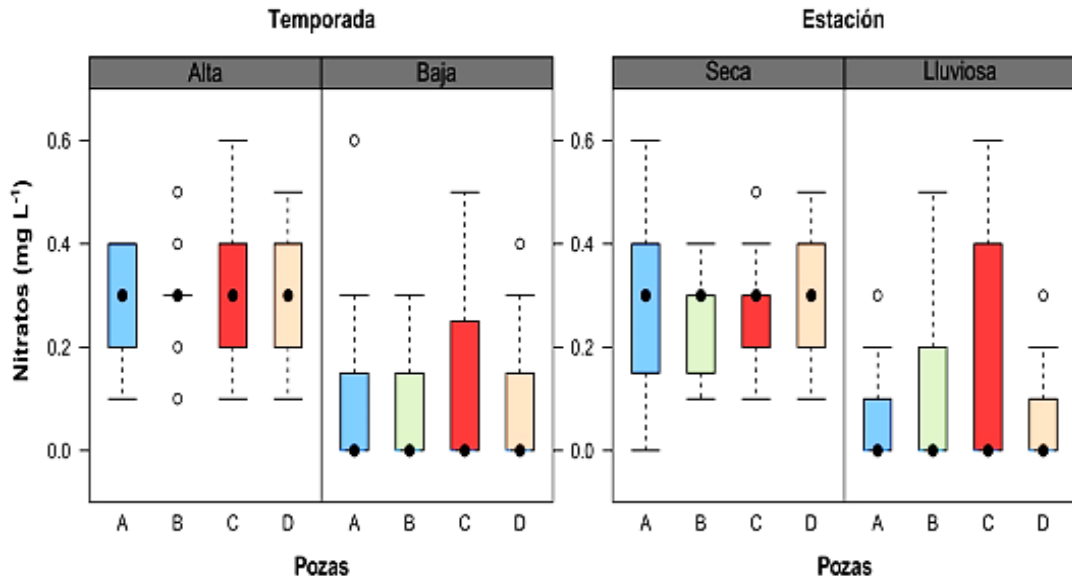 Temporada
Estación
Alta
Baja
Seca
Lluviosa
Nitratos (mg L⁻¹)
0.6
0.4
0.2
0.0
0.6
0.4
0.2
0.0
A B C D A B C D
A B C D A B C D
Pozas
Pozas